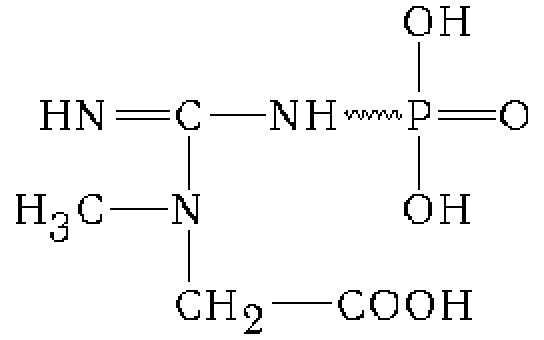 OH
HN=C—NH~P=O
H₃C—N OH
CH₂—COOH